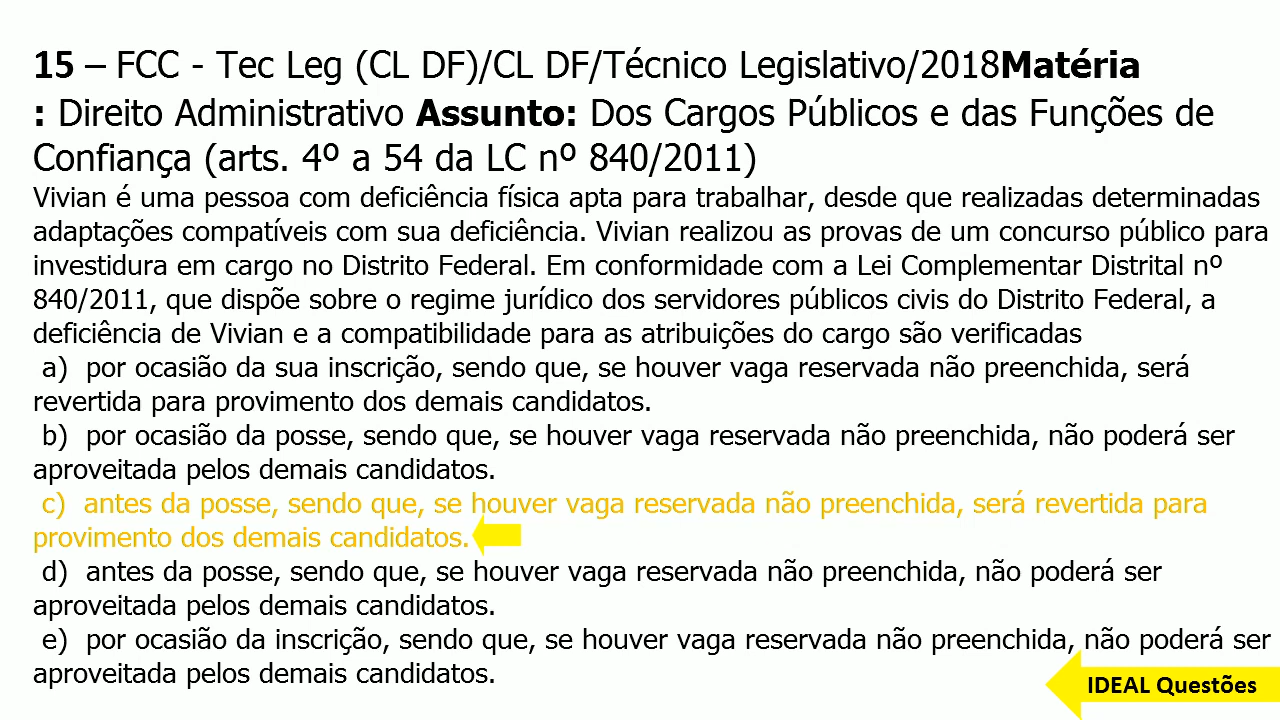 15 – FCC - Tec Leg (CL DF)/CL DF/Técnico Legislativo/2018Matéria
: Direito Administrativo Assunto: Dos Cargos Públicos e das Funções de
Confiança (arts. 4º a 54 da LC nº 840/2011)
Vivian é uma pessoa com deficiência física apta para trabalhar, desde que realizadas determinadas
adaptações compatíveis com sua deficiência. Vivian realizou as provas de um concurso público para
investidura em cargo no Distrito Federal. Em conformidade com a Lei Complementar Distrital nº
840/2011, que dispõe sobre o regime jurídico dos servidores públicos civis do Distrito Federal, a
deficiência de Vivian e a compatibilidade para as atribuições do cargo são verificadas
a) por ocasião da sua inscrição, sendo que, se houver vaga reservada não preenchida, será
revertida para provimento dos demais candidatos.
b) por ocasião da posse, sendo que, se houver vaga reservada não preenchida, não poderá ser
aproveitada pelos demais candidatos.
c) antes da posse, sendo que, se houver vaga reservada não preenchida, será revertida para
provimento dos demais candidatos.
d) antes da posse, sendo que, se houver vaga reservada não preenchida, não poderá ser
aproveitada pelos demais candidatos.
e) por ocasião da inscrição, sendo que, se houver vaga reservada não preenchida, não poderá ser
aproveitada pelos demais candidatos.
IDEAL Questões